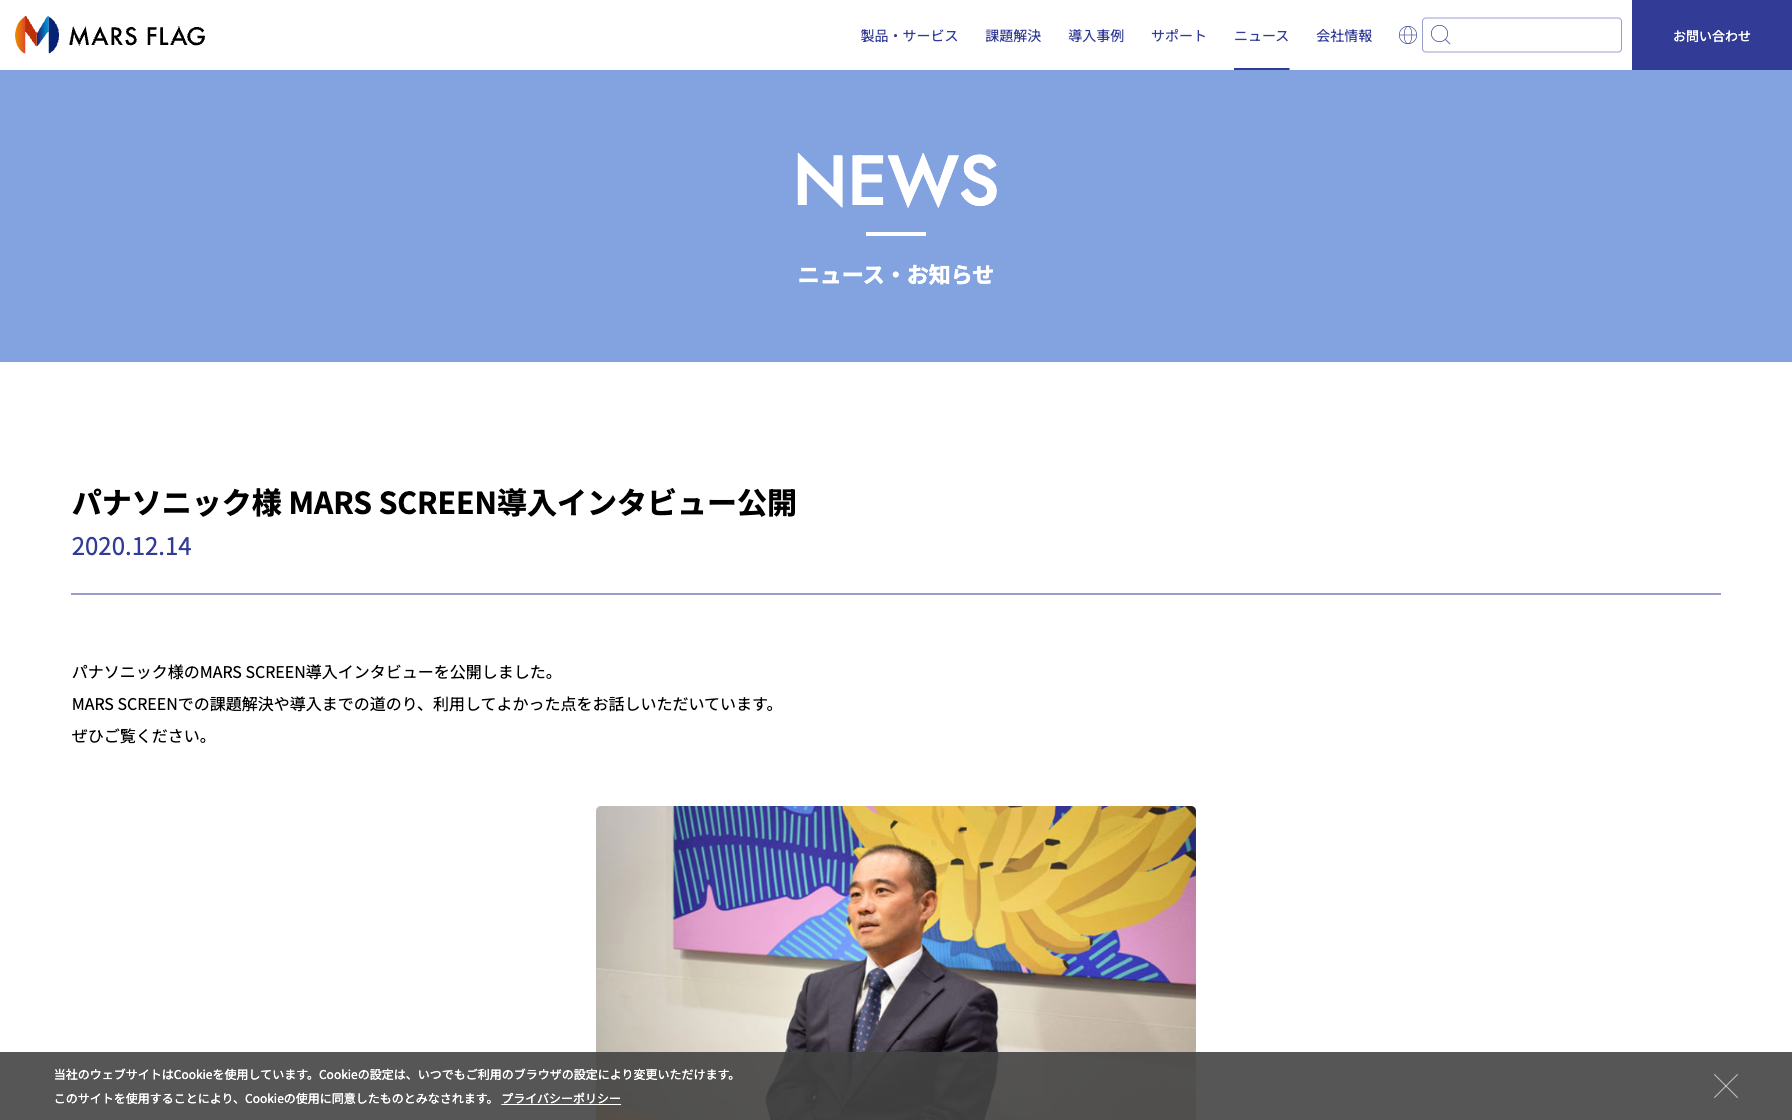 MARS FLAG
製品・サービス
課題解決
導入事例
サポート
ニュース
会社情報
お問い合わせ
NEWS
ニュース・お知らせ
パナソニック様 MARS SCREEN導入インタビュー公開
2020.12.14
パナソニック様のMARS SCREEN導入インタビューを公開しました。
MARS SCREENでの課題解決や導入までの道のり、利用してよかった点をお話しいただいています。
ぜひご覧ください。
当社のウェブサイトはCookieを使用しています。Cookieの設定は、いつでもご利用のブラウザの設定により変更いただけます。
このサイトを使用することにより、Cookieの使用に同意したものとみなされます。 プライバシーポリシー